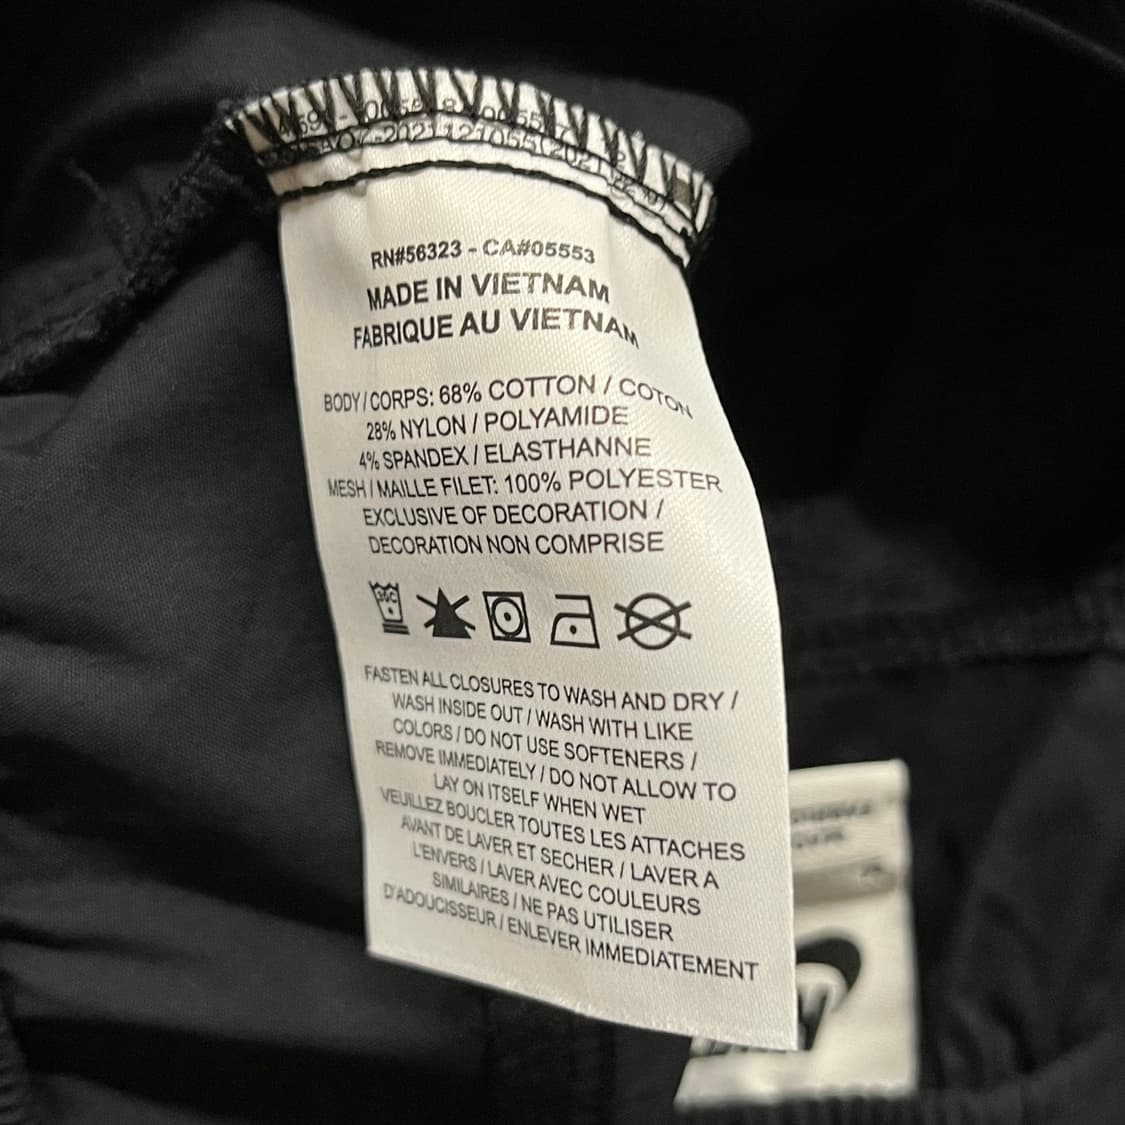 RN#56323 - CA#05553
MADE IN VIETNAM
FABRIQUE AU VIETNAM
BODY / CORPS: 68% COTTON / COTON
28% NYLON / POLYAMIDE
4% SPANDEX / ELASTHANNE
MESH / MAILLE FILET: 100% POLYESTER
EXCLUSIVE OF DECORATION /
DECORATION NON COMPRISE
30C
FASTEN ALL CLOSURES TO WASH AND DRY /
WASH INSIDE OUT / WASH WITH LIKE
COLORS / DO NOT USE SOFTENERS /
REMOVE IMMEDIATELY / DO NOT ALLOW TO
LAY ON ITSELF WHEN WET
VEUILLEZ BOUCLER TOUTES LES ATTACHES
AVANT DE LAVER ET SECHER / LAVER A
L'ENVERS / LAVER AVEC COULEURS
SIMILAIRES / NE PAS UTILISER
D'ADOUCISSEUR / ENLEVER IMMEDIATEMENT